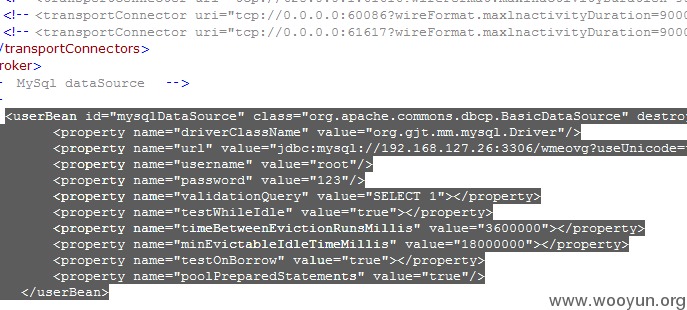 <!-- <transportConnector uri="tcp://0.0.0.0:60086?wireFormat.maxInactivityDuration=9000
<!-- <transportConnector uri="tcp://0.0.0.0:61617?wireFormat.maxInactivityDuration=9000
/transportConnectors>
roker>
- MySql dataSource -->
<userBean id="mysqlDataSource" class="org.apache.commons.dbcp.BasicDataSource" destroy
<property name="driverClassName" value="org.gjt.mm.mysql.Driver"/>
<property name="url" value="jdbc:mysql://192.168.127.26:3306/wmeovg?useUnicode=
<property name="username" value="root"/>
<property name="password" value="123"/>
<property name="validationQuery" value="SELECT 1"></property>
<property name="testWhileIdle" value="true"></property>
<property name="timeBetweenEvictionRunsMillis" value="3600000"></property>
<property name="minEvictableIdleTimeMillis" value="18000000"></property>
<property name="testOnBorrow" value="true"></property>
<property name="poolPreparedStatements" value="true"/>
</userBean>
www.wooyun.org